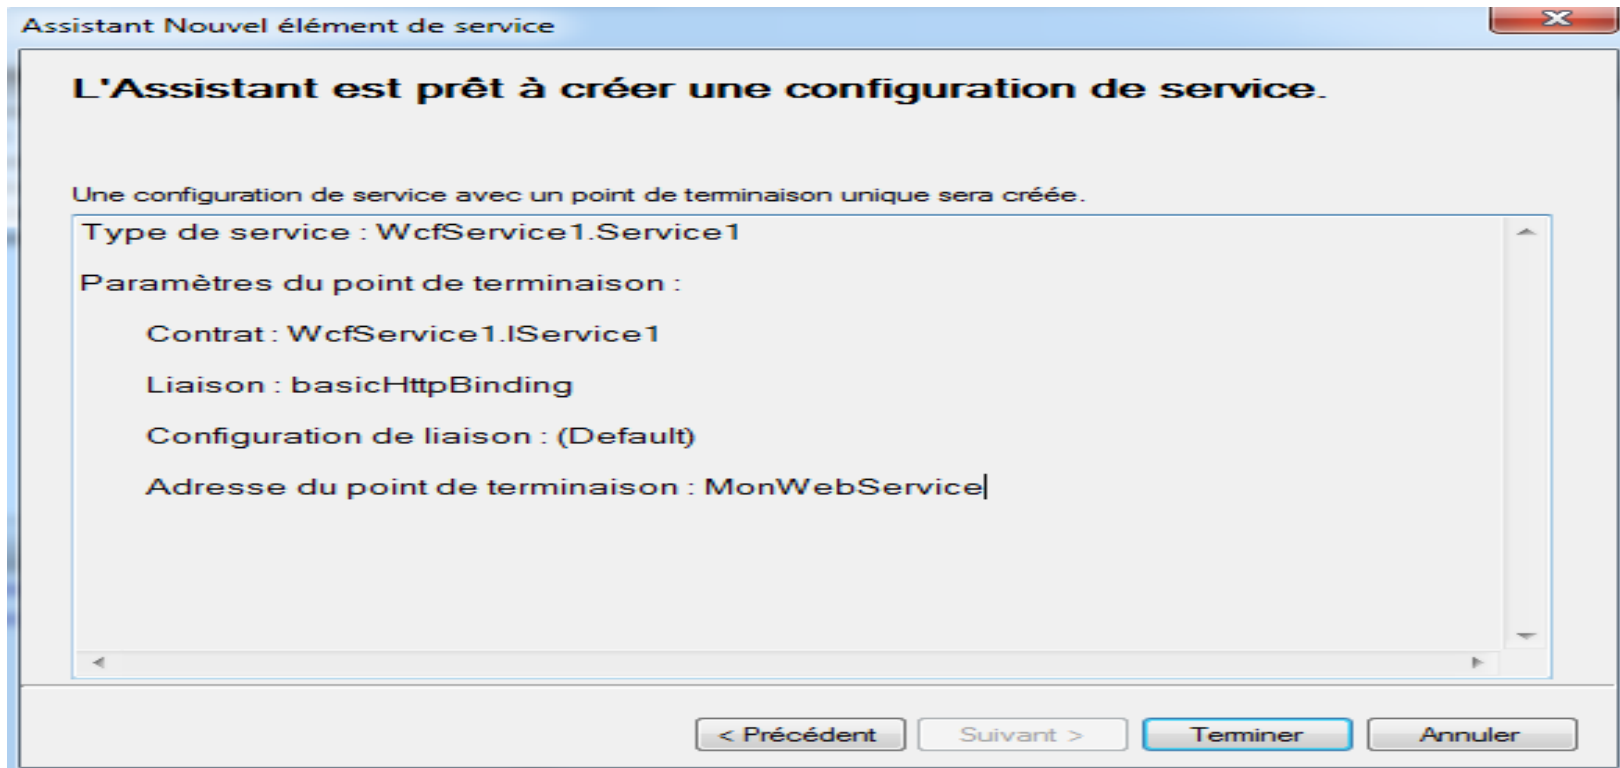 Assistant Nouvel élément de service
L'Assistant est prêt à créer une configuration de service.
Une configuration de service avec un point de terminaison unique sera créée.
Type de service : WcfService1.Service1
Paramètres du point de terminaison :
Contrat : WcfService1.IService1
Liaison : basicHttpBinding
Configuration de liaison : (Default)
Adresse du point de terminaison : MonWebService
< Précédent
Suivant >
Terminer
Annuler